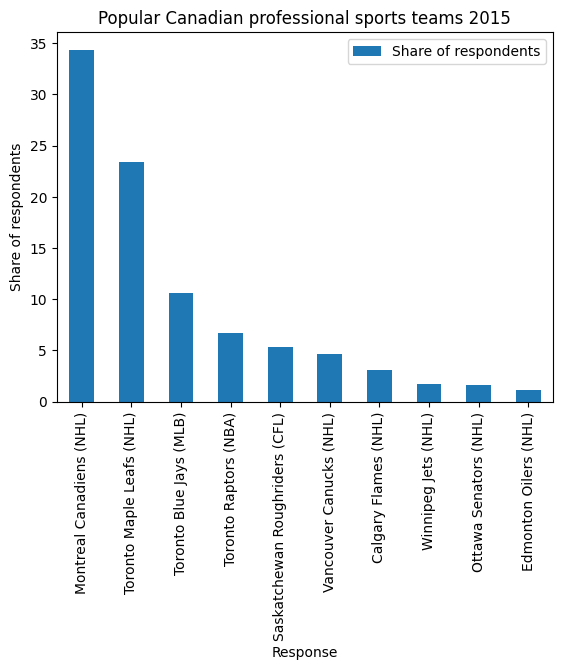 Popular Canadian professional sports teams 2015
Share of respondents
Share of respondents
35
30
25
20
15
10
5
0
Montreal Canadiens (NHL)
Toronto Maple Leafs (NHL)
Toronto Blue Jays (MLB)
Toronto Raptors (NBA)
Saskatchewan Roughriders (CFL)
Vancouver Canucks (NHL)
Calgary Flames (NHL)
Winnipeg Jets (NHL)
Ottawa Senators (NHL)
Edmonton Oilers (NHL)
Response